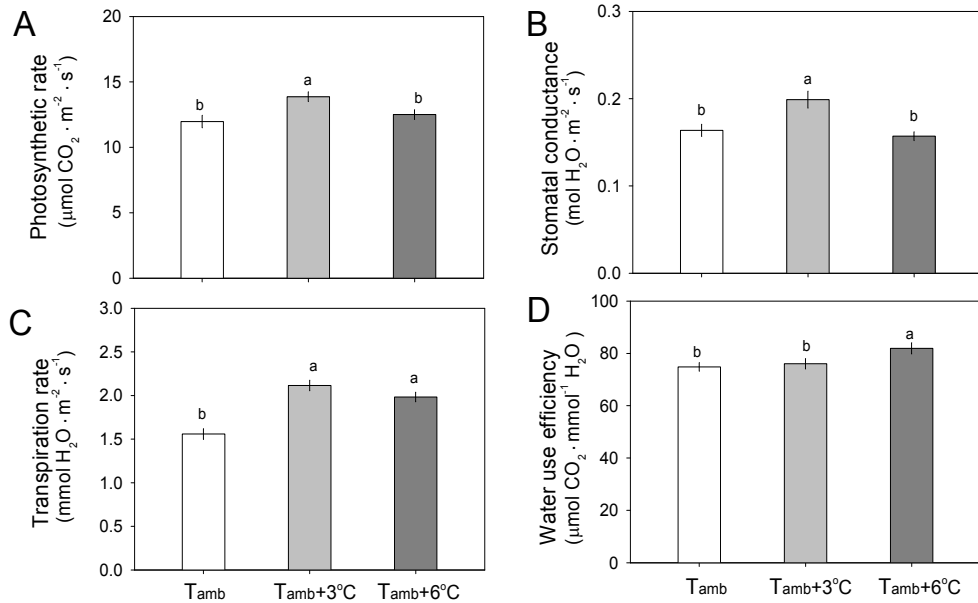 A
Photosynthetic rate
(μmol CO₂ · m⁻² · s⁻¹)
20
15
10
5
0
b
a
b
B
Stomatal conductance
(mol H₂O · m⁻² · s⁻¹)
0.3
0.2
0.1
0.0
b
a
b
C
Transpiration rate
(mmol H₂O · m⁻² · s⁻¹)
3.0
2.5
2.0
1.5
1.0
0.5
0.0
b
a
a
Tamb
Tamb+3°C
Tamb+6°C
D
Water use efficiency
(μmol CO₂ · mmol⁻¹ H₂O )
100
80
60
40
20
0
b
b
a
Tamb
Tamb+3°C
Tamb+6°C